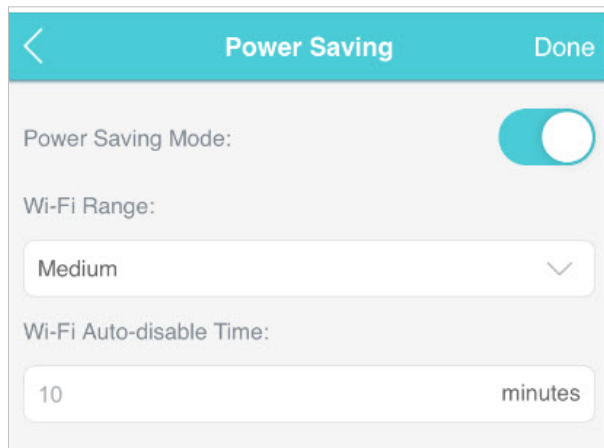 Power Saving Done
Power Saving Mode:
Wi-Fi Range:
Medium
Wi-Fi Auto-disable Time:
10 minutes